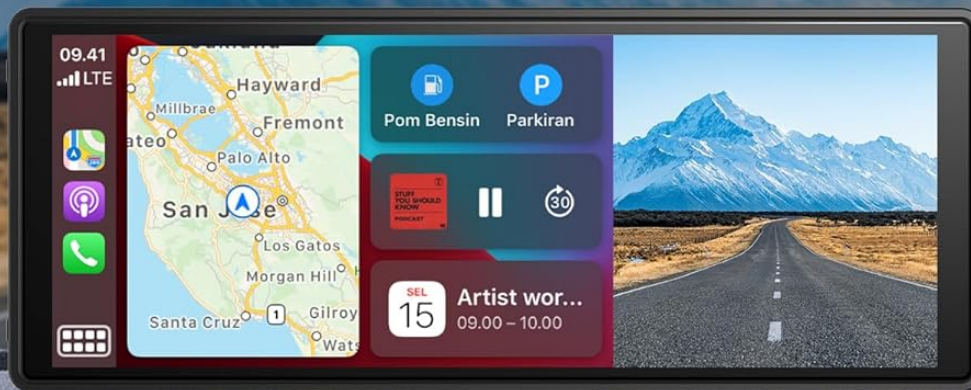 09.41
LTE
Hayward
Millbrae
Fremont
ateo
Palo Alto
San Jose
Los Gatos
Morgan Hill
1
Gilroy
Santa Cruz
Wats
Pom Bensin
Parkiran
STUFF
YOU SHOULD
KNOW
PODCAST
30
SEL
15
Artist wor...
09.00 – 10.00
P